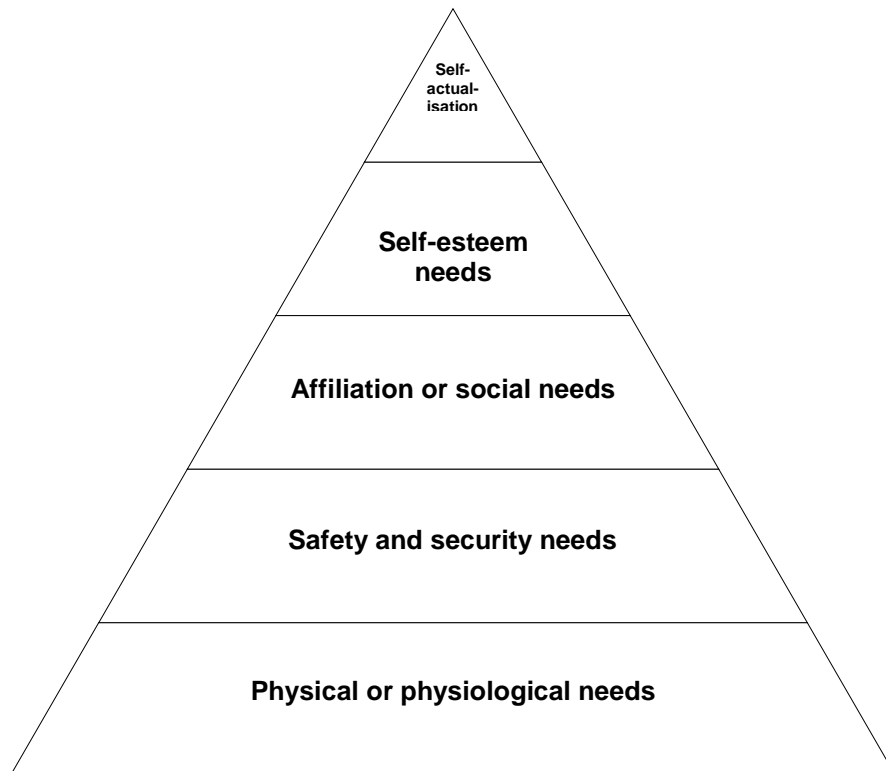 Self-
actual-
isation
Self-esteem
needs
Affiliation or social needs
Safety and security needs
Physical or physiological needs